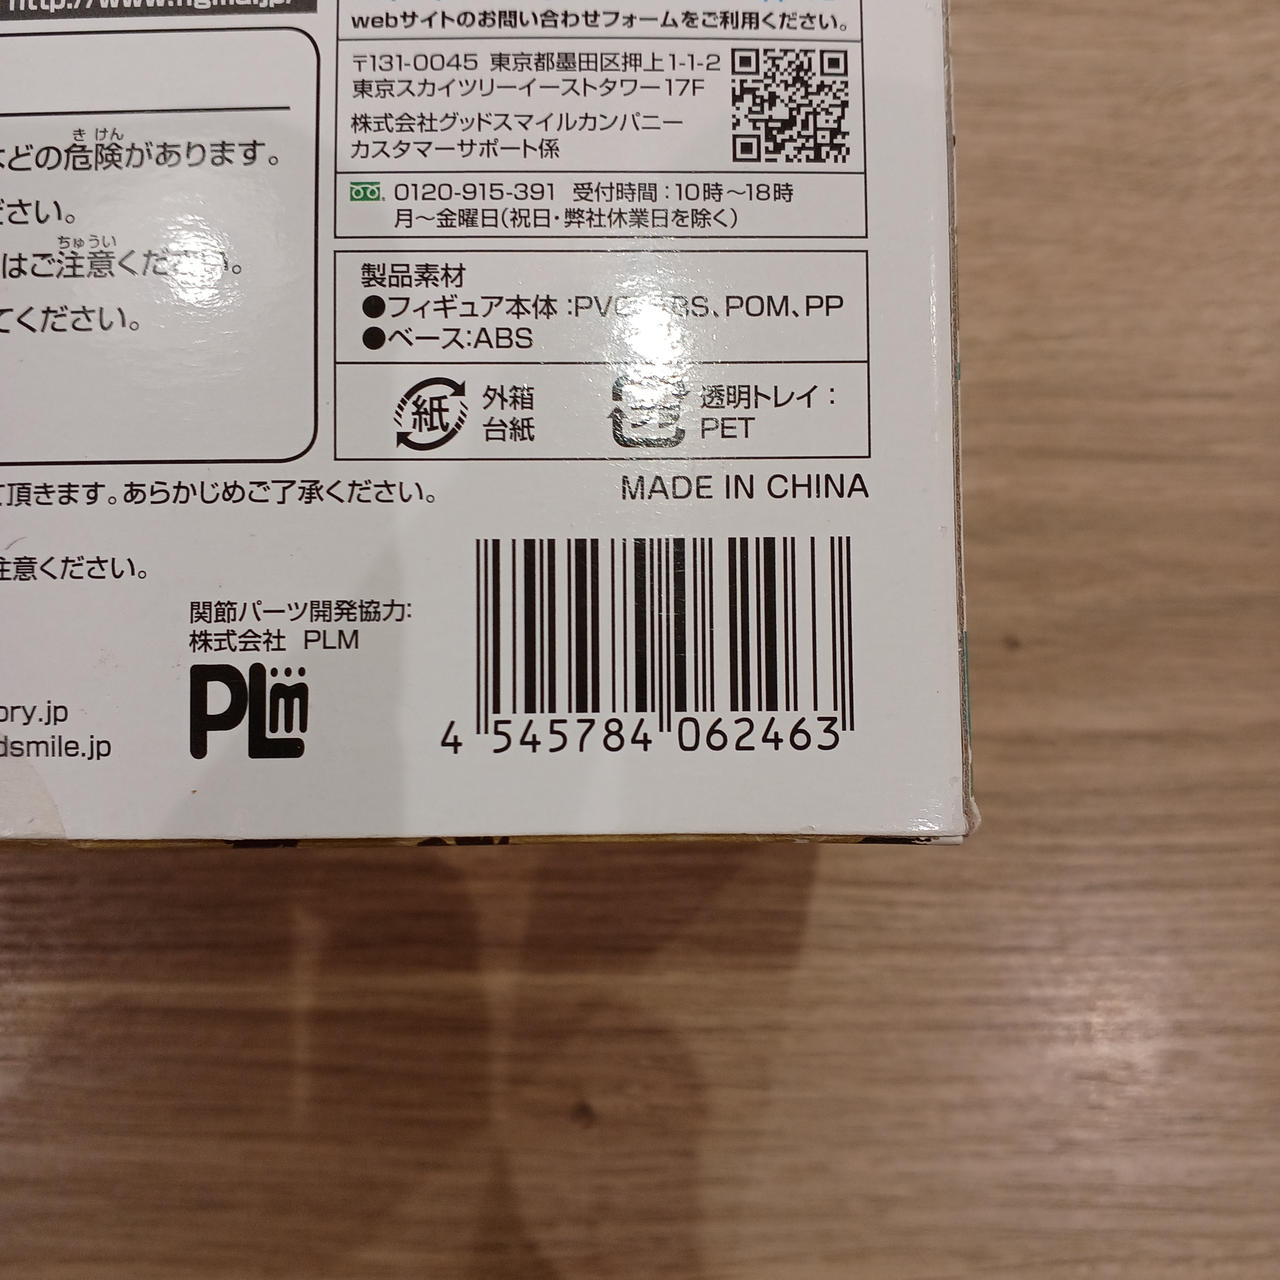 http://www.figma.jp/
webサイトのお問い合わせフォームをご利用ください。
〒131-0045 東京都墨田区押上1-1-2
東京スカイツリーイーストタワー17F
株式会社グッドスマイルカンパニー
カスタマーサポート係
0120-915-391 受付時間：10時～18時
月～金曜日(祝日・弊社休業日を除く)
きけん
などの危険があります。
ださい。
ちゅうい
はご注意ください。
てください。
製品素材
●フィギュア本体：PVC、ABS、POM、PP
●ベース：ABS
紙
外箱
台紙
透明トレイ：
PET
て頂きます。あらかじめご了承ください。
MADE IN CHINA
注意ください。
関節パーツ開発協力:
株式会社 PLM
PLm
ory.jp
dsmile.jp
4 545784 062463